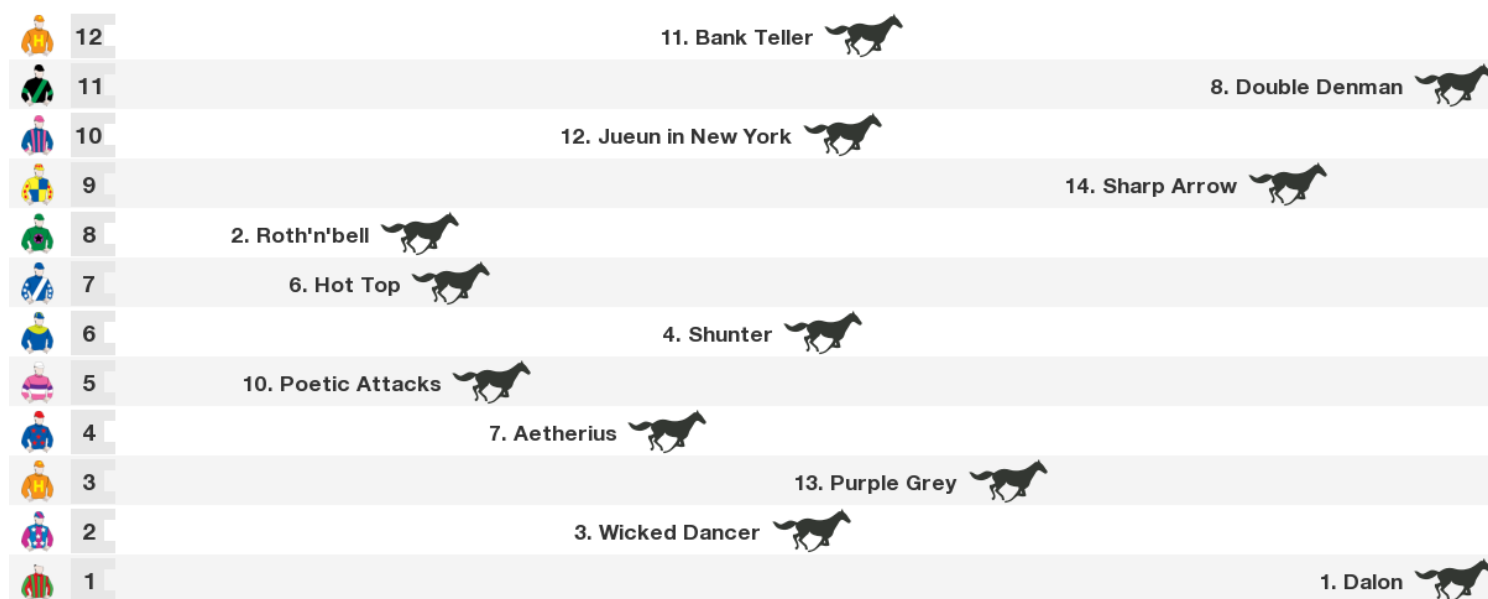 12 11. Bank Teller
11 8. Double Denman
10 12. Jueun in New York
9 14. Sharp Arrow
8 2. Roth'n'bell
7 6. Hot Top
6 4. Shunter
5 10. Poetic Attacks
4 7. Aetherius
H 3 13. Purple Grey
2 3. Wicked Dancer
1 1. Dalon